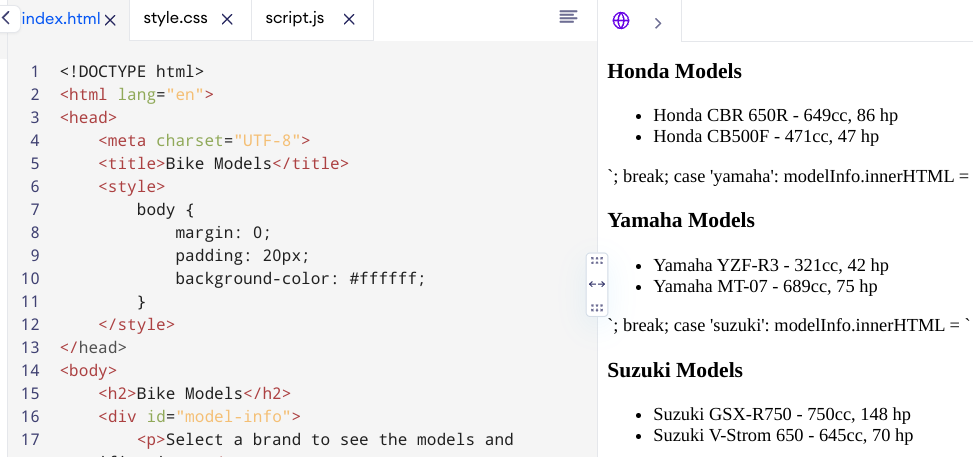 index.html
style.css
script.js
1 <!DOCTYPE html>
2 <html lang="en">
3 <head>
4 <meta charset="UTF-8">
5 <title>Bike Models</title>
6 <style>
7 body {
8 margin: 0;
9 padding: 20px;
10 background-color: #ffffff;
11 }
12 </style>
13 </head>
14 <body>
15 <h2>Bike Models</h2>
16 <div id="model-info">
17 <p>Select a brand to see the models and
Honda Models
• Honda CBR 650R - 649cc, 86 hp
• Honda CB500F - 471cc, 47 hp
`; break; case 'yamaha': modelInfo.innerHTML =
Yamaha Models
• Yamaha YZF-R3 - 321cc, 42 hp
• Yamaha MT-07 - 689cc, 75 hp
`; break; case 'suzuki': modelInfo.innerHTML = `
Suzuki Models
• Suzuki GSX-R750 - 750cc, 148 hp
• Suzuki V-Strom 650 - 645cc, 70 hp